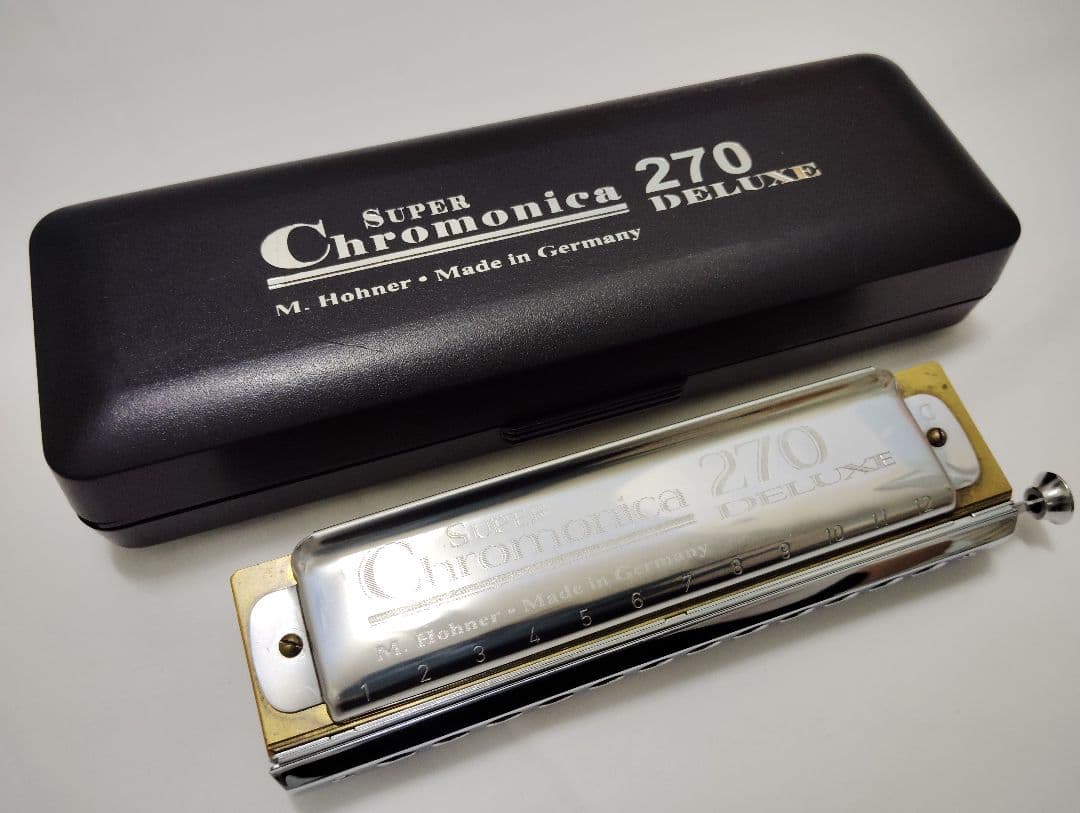 SUPER
Chromonica 270
DELUXE
M. Hohner • Made in Germany
C
SUPER
Chromonica 270
DELUXE
M. Hohner • Made in Germany
1 2 3 4 5 6 7 8 9 10 11 12